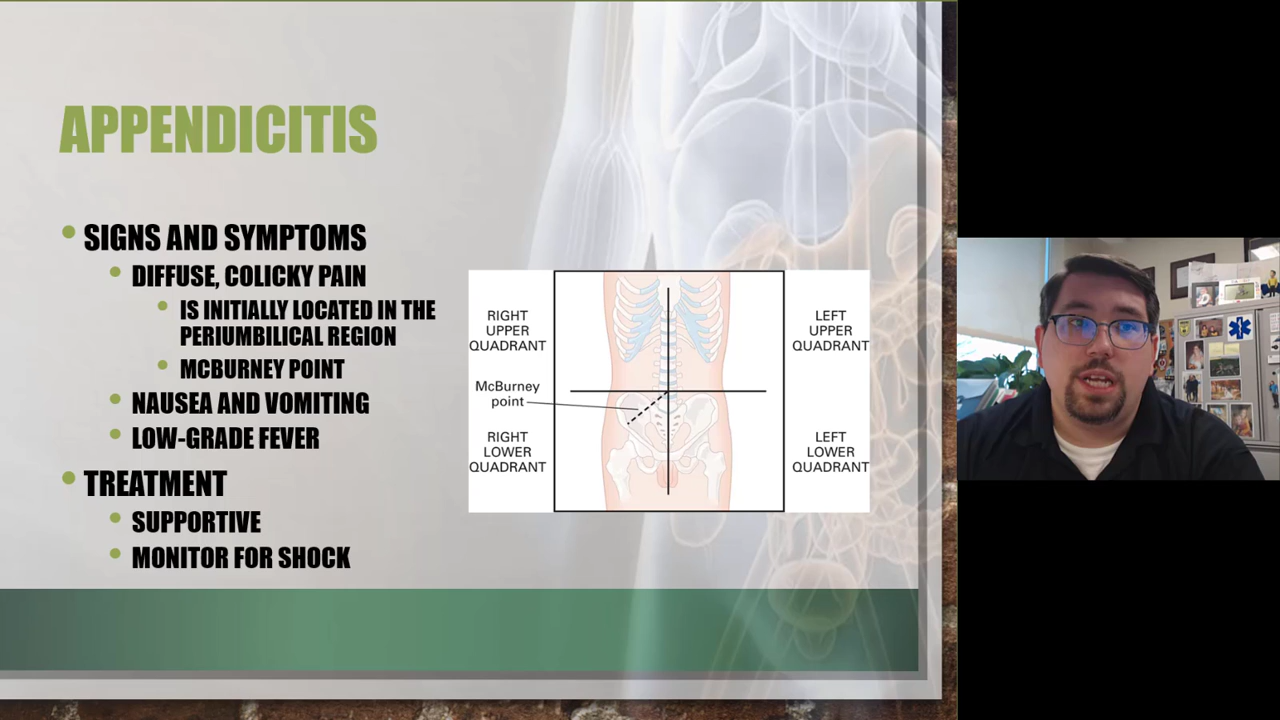 APPENDICITIS
SIGNS AND SYMPTOMS
DIFFUSE, COLICKY PAIN
IS INITIALLY LOCATED IN THE
PERIUMBILICAL REGION
MCBURNEY POINT
NAUSEA AND VOMITING
LOW-GRADE FEVER
TREATMENT
SUPPORTIVE
MONITOR FOR SHOCK
RIGHT
UPPER
QUADRANT
LEFT
UPPER
QUADRANT
McBurney
point
RIGHT
LOWER
QUADRANT
LEFT
LOWER
QUADRANT